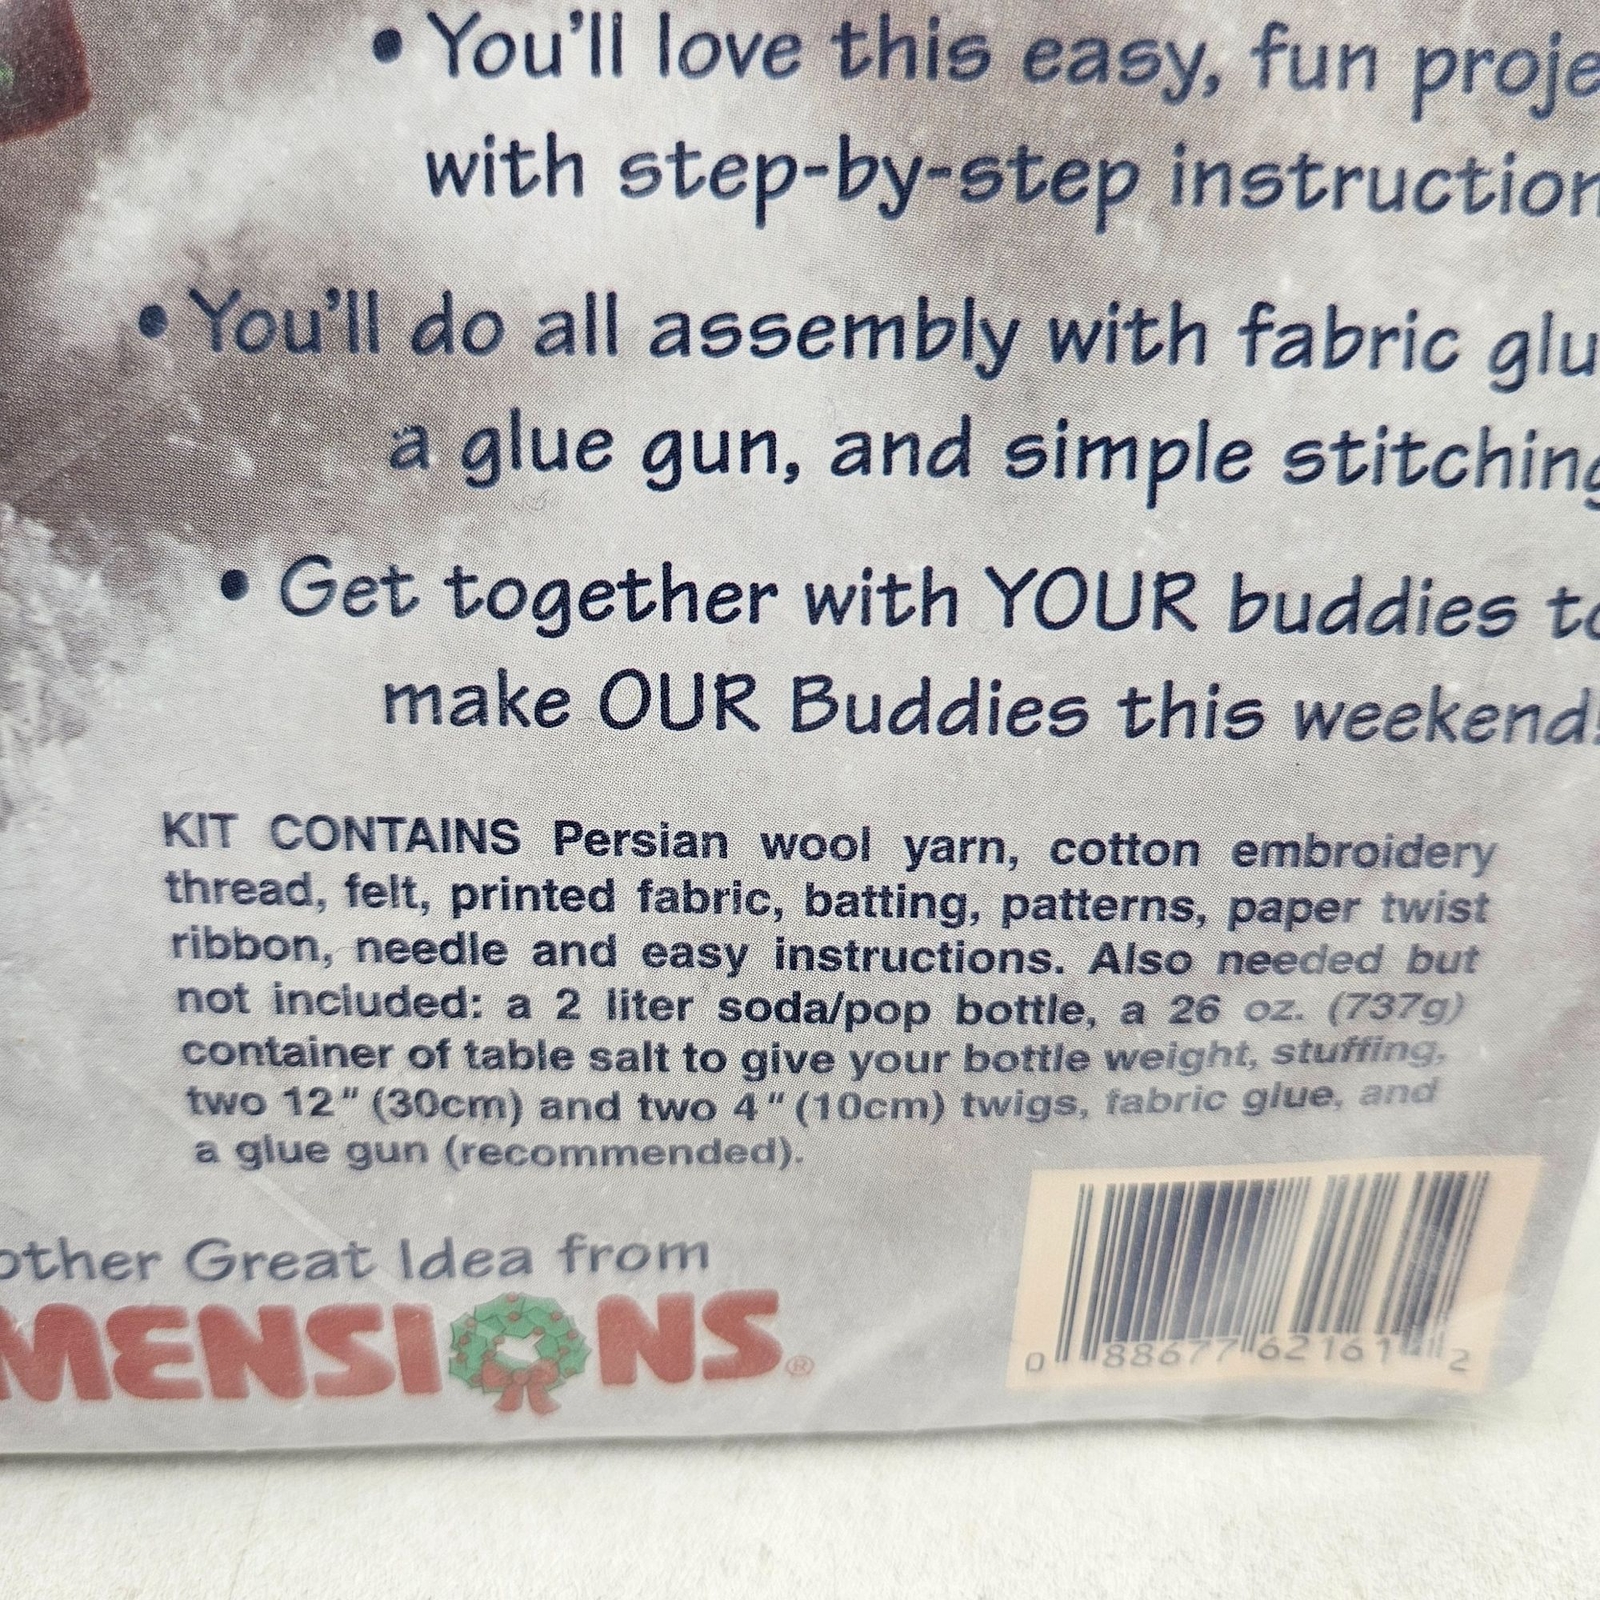 • You'll love this easy, fun proje
with step-by-step instruction
• You'll do all assembly with fabric glu
a glue gun, and simple stitching
• Get together with YOUR buddies to
make OUR Buddies this weekend!
KIT CONTAINS Persian wool yarn, cotton embroidery
thread, felt, printed fabric, batting, patterns, paper twist
ribbon, needle and easy instructions. Also needed but
not included: a 2 liter soda/pop bottle, a 26 oz. (737g)
container of table salt to give your bottle weight, stuffing,
two 12" (30cm) and two 4" (10cm) twigs, fabric glue, and
a glue gun (recommended).
other Great Idea from
MENSIONS®
0 88677 62161 2